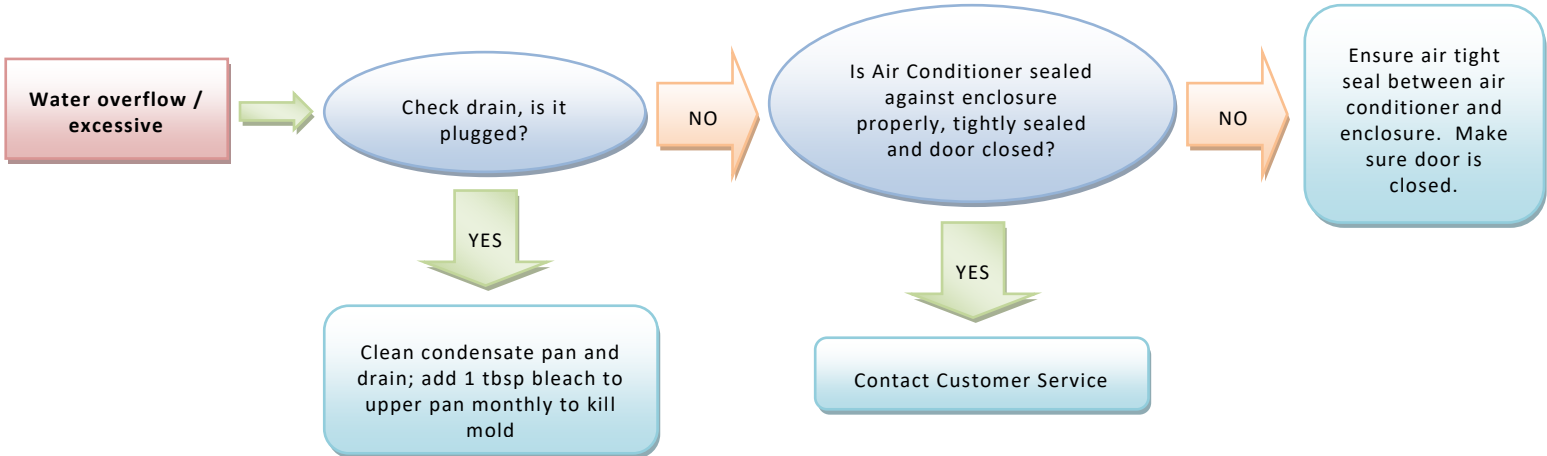 Water overflow /
excessive
Check drain, is it
plugged?
NO
Is Air Conditioner sealed
against enclosure
properly, tightly sealed
and door closed?
NO
Ensure air tight
seal between air
conditioner and
enclosure. Make
sure door is
closed.
YES
Clean condensate pan and
drain; add 1 tbsp bleach to
upper pan monthly to kill
mold
YES
Contact Customer Service